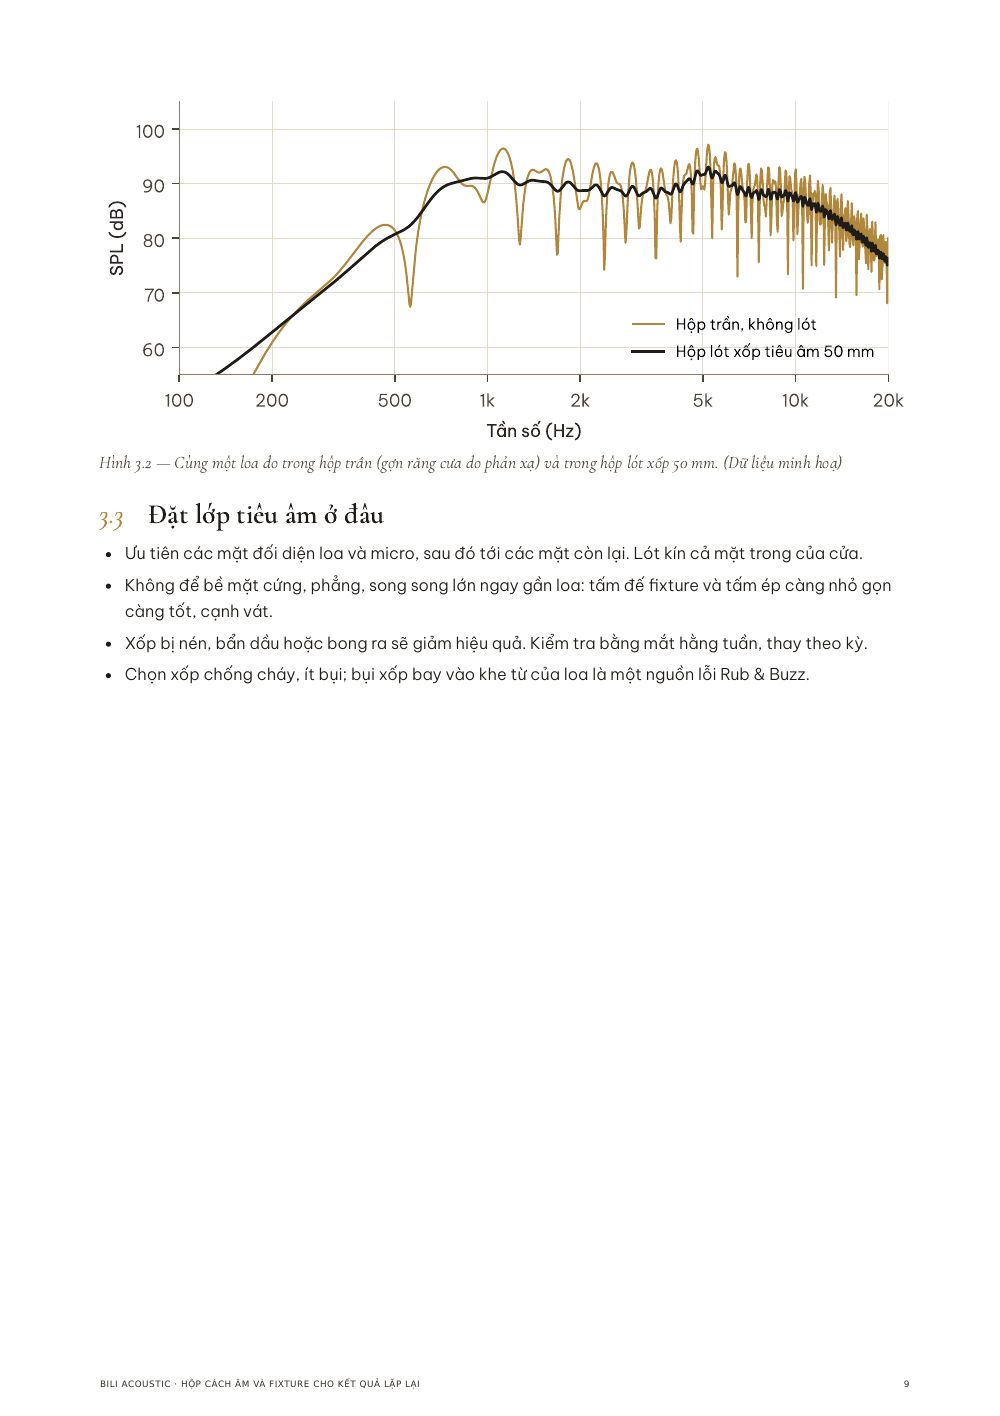 100
90
80
70
60
SPL (dB)
Hộp trần, không lót
Hộp lót xốp tiêu âm 50 mm
100 200 500 1k 2k 5k 10k 20k
Tần số (Hz)
Hình 3.2 — Cùng một loa đo trong hộp trần (gợn răng cưa do phản xạ) và trong hộp lót xốp 50 mm. (Dữ liệu minh hoạ)
3.3 Đặt lớp tiêu âm ở đâu
• Ưu tiên các mặt đối diện loa và micro, sau đó tới các mặt còn lại. Lót kín cả mặt trong của cửa.
• Không để bề mặt cứng, phẳng, song song lớn ngay gần loa: tấm đế fixture và tấm ép càng nhỏ gọn
càng tốt, cạnh vát.
• Xốp bị nén, bẩn dầu hoặc bong ra sẽ giảm hiệu quả. Kiểm tra bằng mắt hằng tuần, thay theo kỳ.
• Chọn xốp chống cháy, ít bụi; bụi xốp bay vào khe từ của loa là một nguồn lỗi Rub & Buzz.
BILI ACOUSTIC · HỘP CÁCH ÂM VÀ FIXTURE CHO KẾT QUẢ LẶP LẠI 9